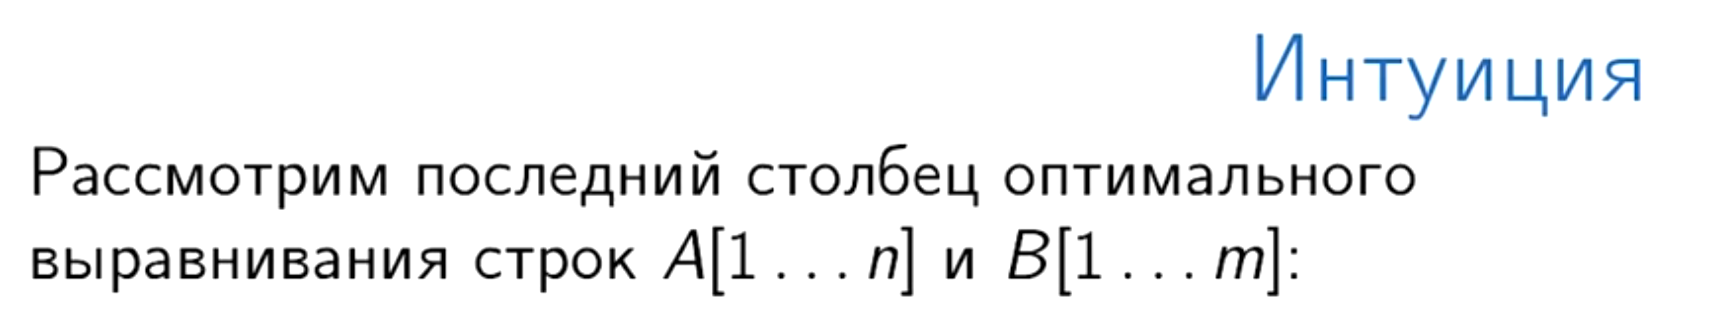 Интуиция
Рассмотрим последний столбец оптимального
выравнивания строк A[1 . . . n] и B[1 . . . m]: